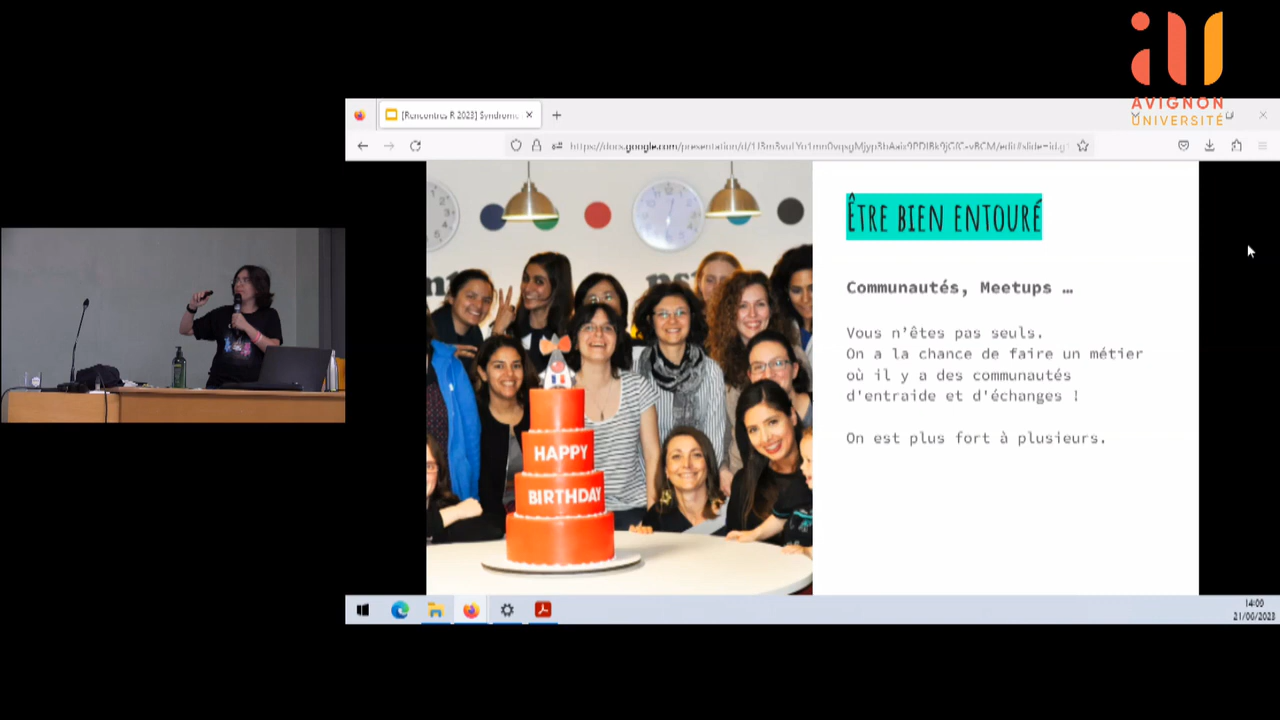 AVIGNON
UNIVERSITÉ
[Rencontres R 2023] Syndrome
ÊTRE BIEN ENTOURÉ
Communautés, Meetups …
Vous n'êtes pas seuls.
On a la chance de faire un métier
où il y a des communautés
d'entraide et d'échanges !
On est plus fort à plusieurs.
HAPPY
BIRTHDAY
14:00
21/06/2023